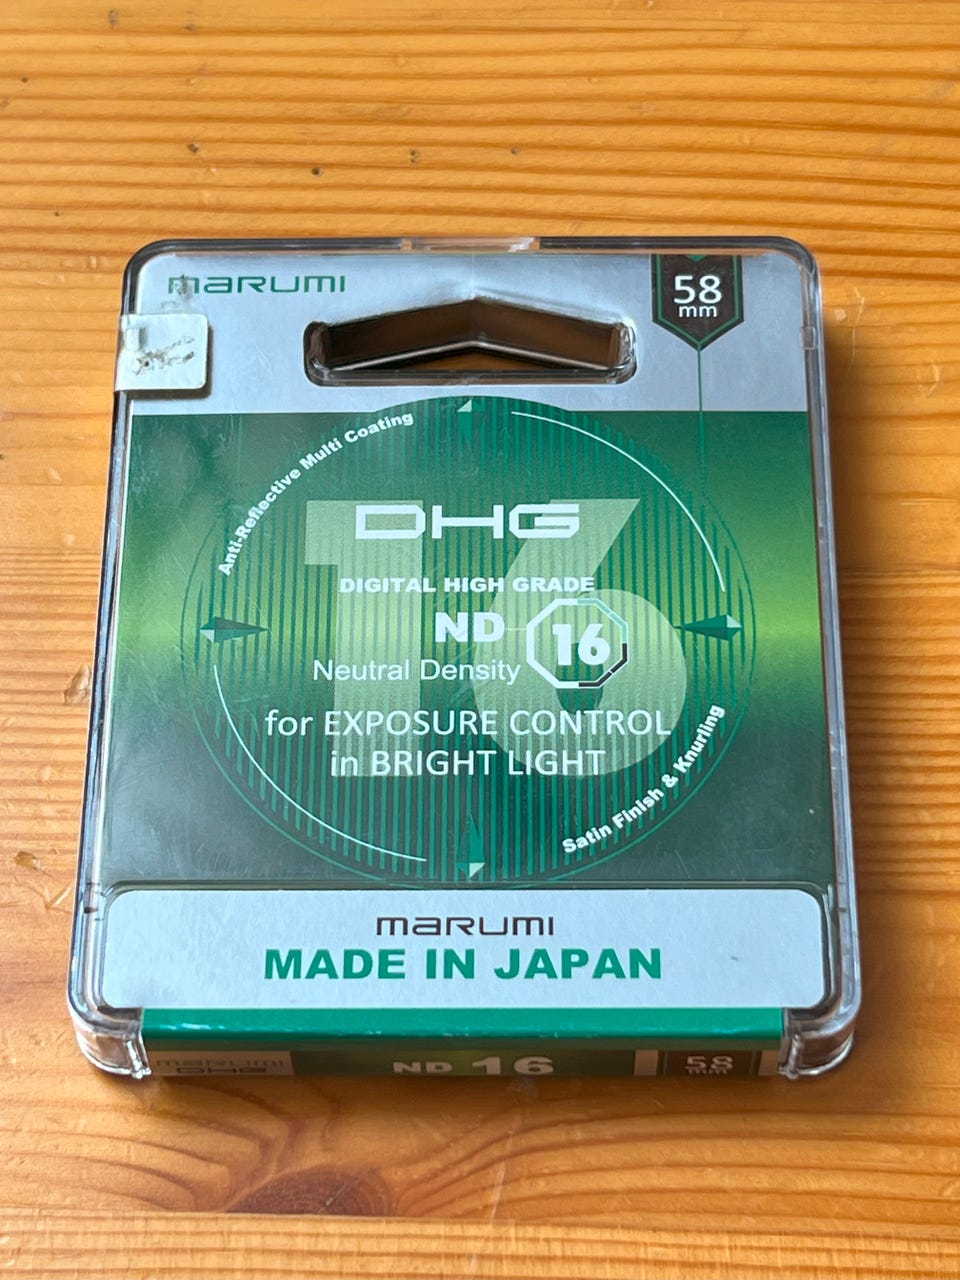 marumi
58
mm
Anti-Reflective Multi Coating
16
DHG
DIGITAL HIGH GRADE
ND 16
Neutral Density
for EXPOSURE CONTROL
in BRIGHT LIGHT
Satin Finish & Knurling
marumi
MADE IN JAPAN
marumi
DHG
ND 16
58
mm